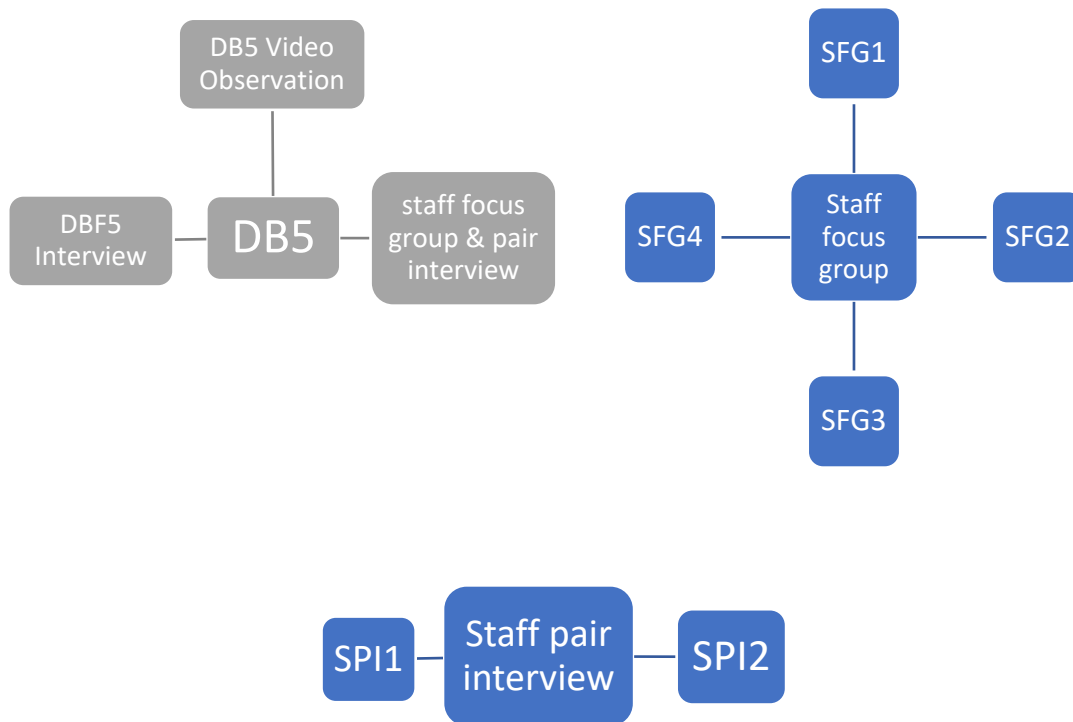 DB5 Video
Observation
DBF5
Interview
DB5
staff focus
group & pair
interview
SFG1
SFG4
Staff
focus
group
SFG2
SFG3
SPI1
Staff pair
interview
SPI2